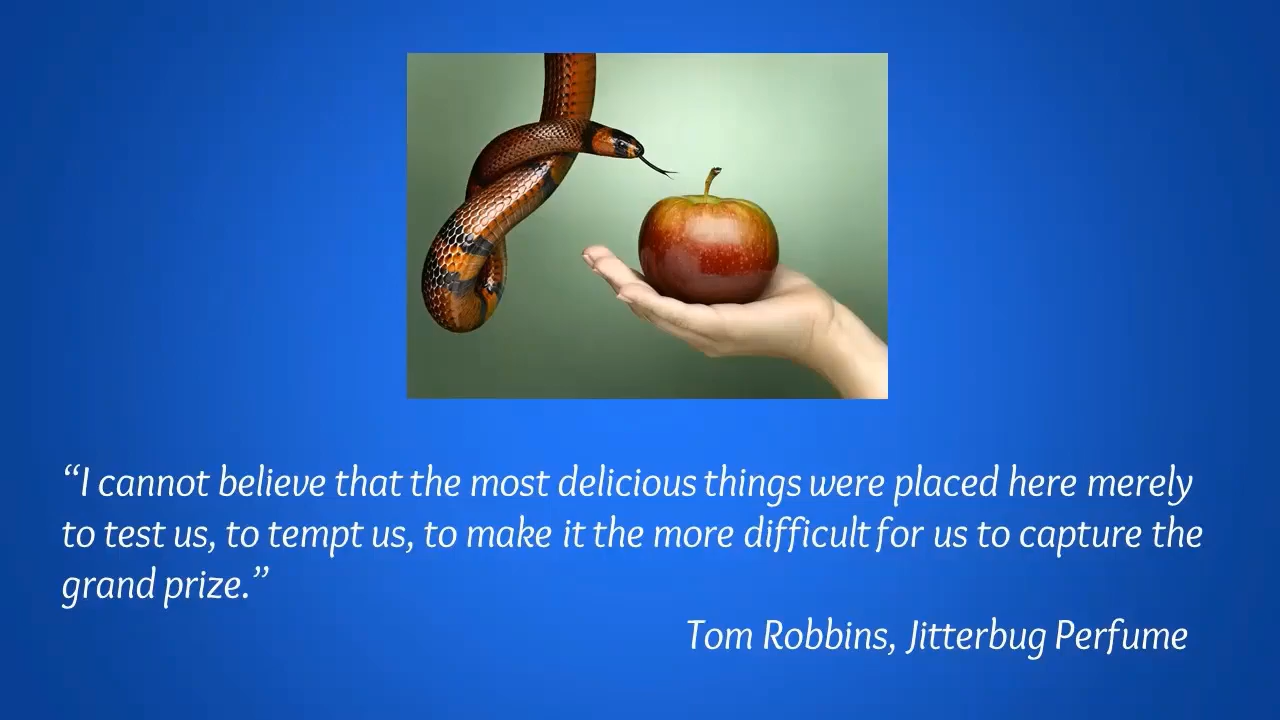 “I cannot believe that the most delicious things were placed here merely
to test us, to tempt us, to make it the more difficult for us to capture the
grand prize.”
Tom Robbins, Jitterbug Perfume